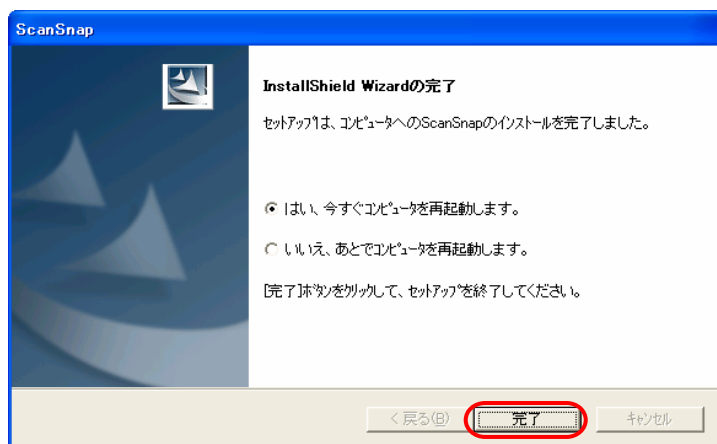 ScanSnap
InstallShield Wizardの完了
セットアップは、コンピュータへのScanSnapのインストールを完了しました。
はい、今すぐコンピュータを再起動します。
いいえ、あとでコンピュータを再起動します。
[完了]ボタンをクリックして、セットアップを終了してください。
< 戻る(B)
完了
キャンセル